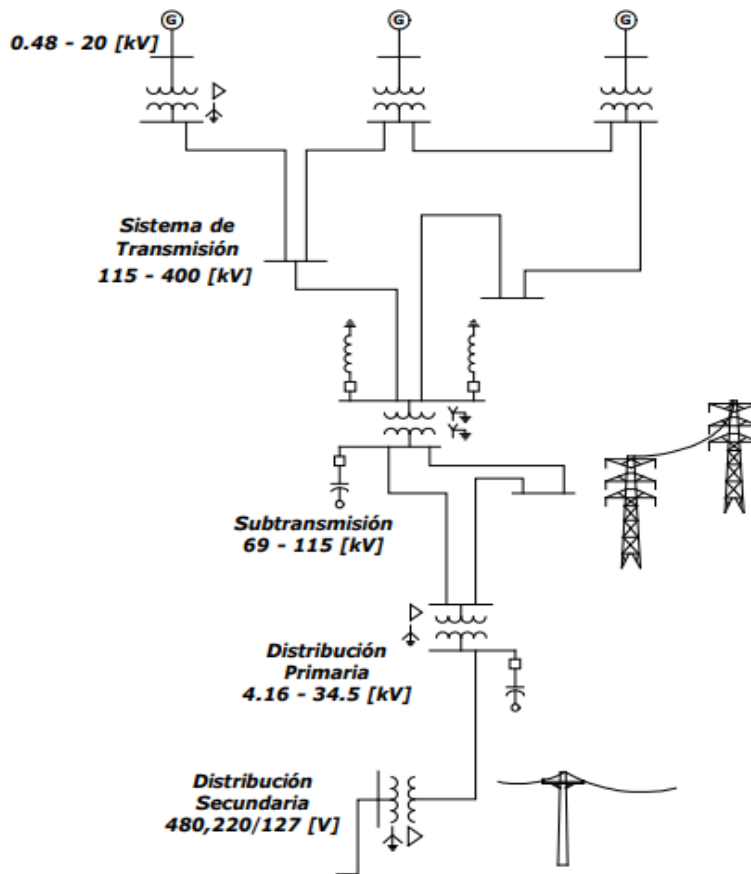 G G G
0.48 - 20 [kV]
Sistema de
Transmisión
115 - 400 [kV]
Y
Y
Subtransmisión
69 - 115 [kV]
Distribución
Primaria
4.16 - 34.5 [kV]
Distribución
Secundaria
480,220/127 [V]